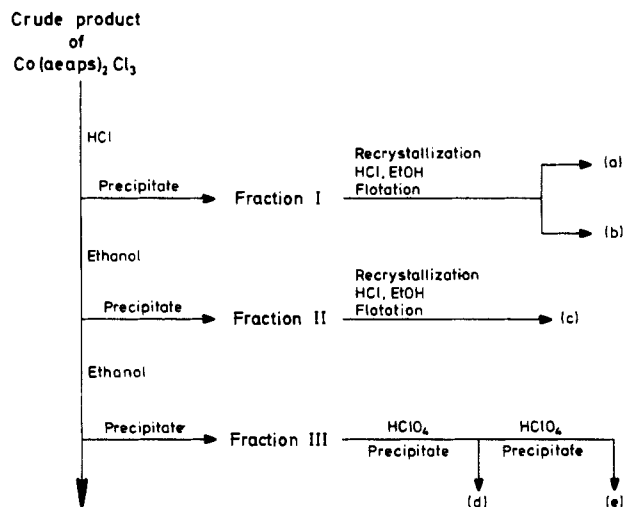 Crude product
of
Co(aeaps)₂Cl₃
HCl
Precipitate
Fraction I
Recrystallization
HCl, EtOH
Flotation
(a)
(b)
Ethanol
Precipitate
Fraction II
Recrystallization
HCl, EtOH
Flotation
(c)
Ethanol
Precipitate
Fraction III
HClO₄
Precipitate
HClO₄
Precipitate
(d)
(e)